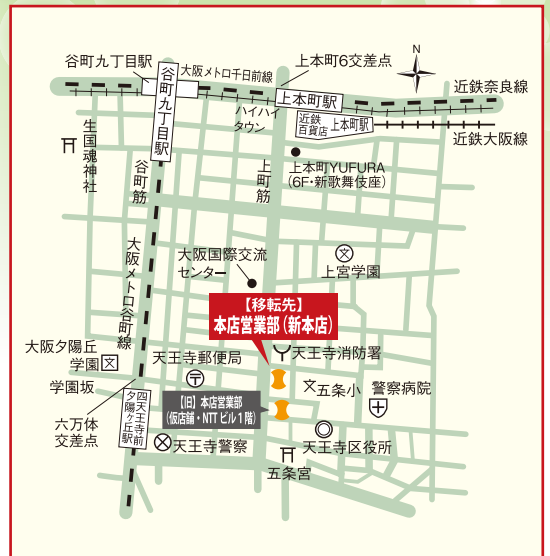 谷町九丁目駅
大阪メトロ千日前線
上本町6交差点
N
近鉄奈良線
谷町九丁目駅
上本町駅
ハイハイ
タウン
近鉄
百貨店
上本町駅
近鉄大阪線
生国魂神社
谷町筋
上町筋
上本町YUFURA
(6F・新歌舞伎座)
大阪メトロ谷町線
大阪国際交流
センター
上宮学園
文
【移転先】
本店営業部(新本店)
大阪夕陽丘
学園
文
天王寺郵便局
天王寺消防署
学園坂
文五条小
警察病院
【旧】本店営業部
(仮店舗・NTTビル1階)
六万体
交差点
四天王寺前
夕陽ヶ丘駅
天王寺警察
天王寺区役所
五条宮